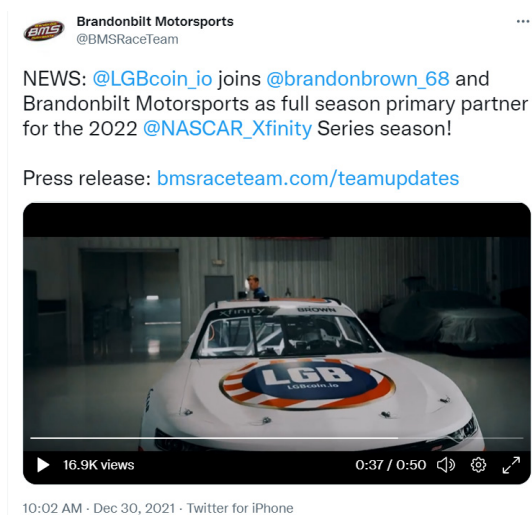 Brandonbilt Motorsports
@BMSRaceTeam
NEWS: @LGBcoin_io joins @brandonbrown_68 and
Brandonbilt Motorsports as full season primary partner
for the 2022 @NASCAR_Xfinity Series season!
Press release: bmsraceteam.com/teamupdates
BMS
xfinity BROWN
LGB
LGBcoin.io
16.9K views 0:37 / 0:50
10:02 AM · Dec 30, 2021 · Twitter for iPhone